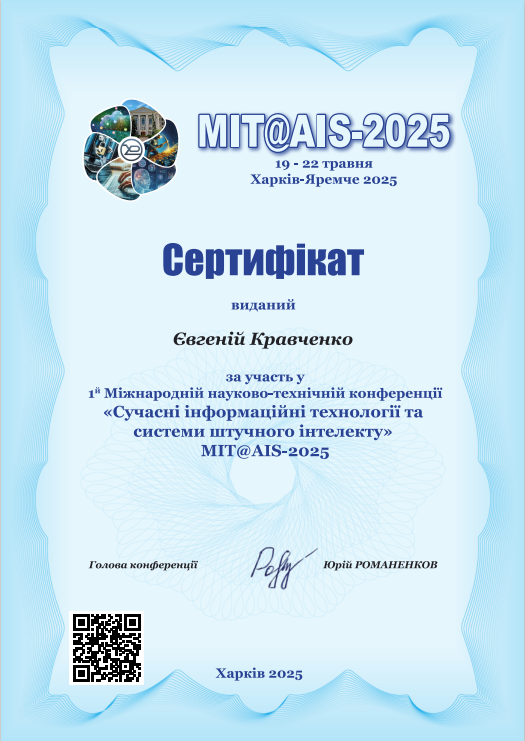 MIT@AIS-2025
19 - 22 травня
Харків-Яремче 2025
Сертифікат
виданий
Євгеній Кравченко
за участь у
1й Міжнародній науково-технічній конференції
«Сучасні інформаційні технології та
системи штучного інтелекту»
MIT@AIS-2025
Голова конференції Юрій РОМАНЕНКОВ
Харків 2025